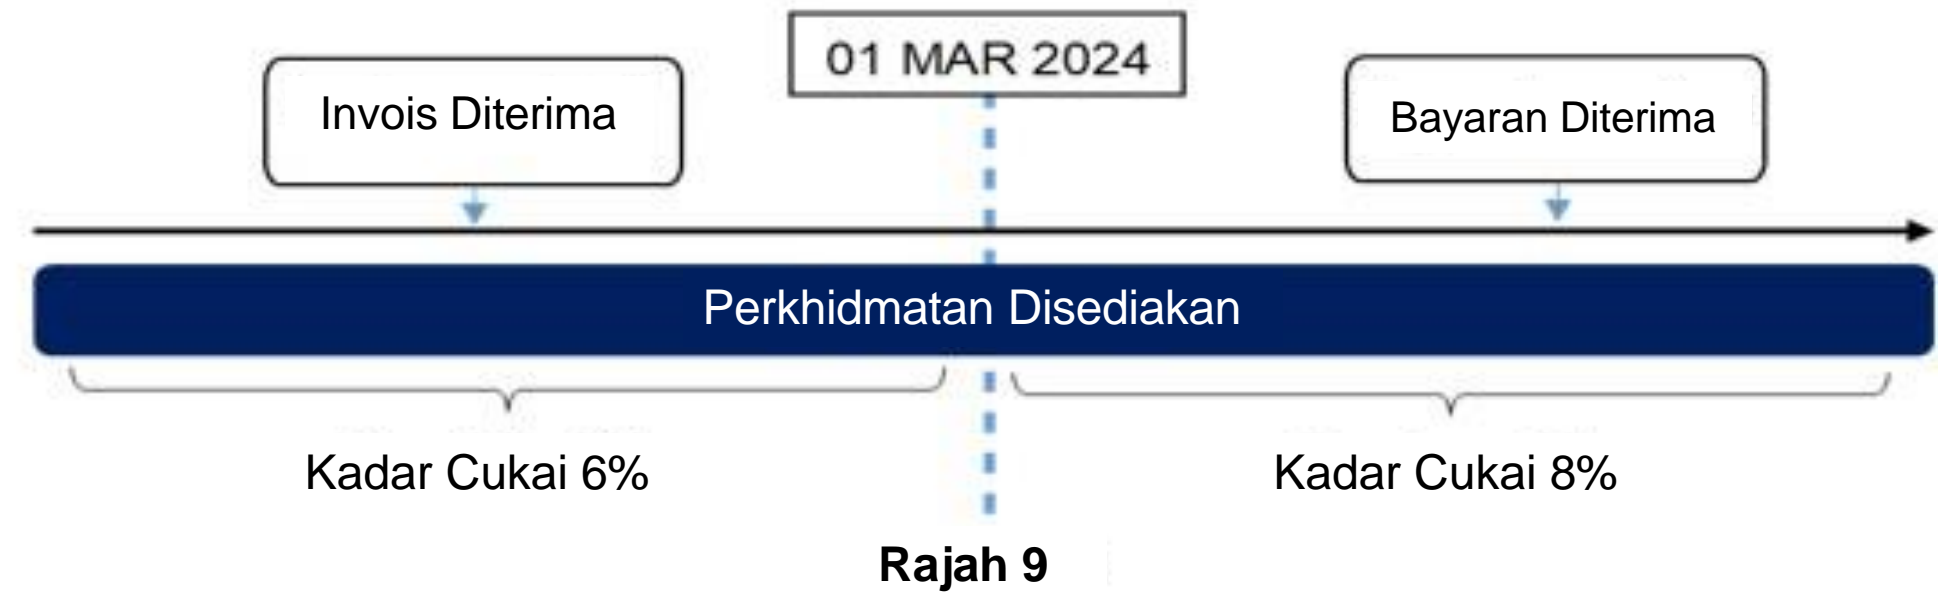 01 MAR 2024
Invois Diterima
Bayaran Diterima
Perkhidmatan Disediakan
Kadar Cukai 6%
Kadar Cukai 8%
Rajah 9